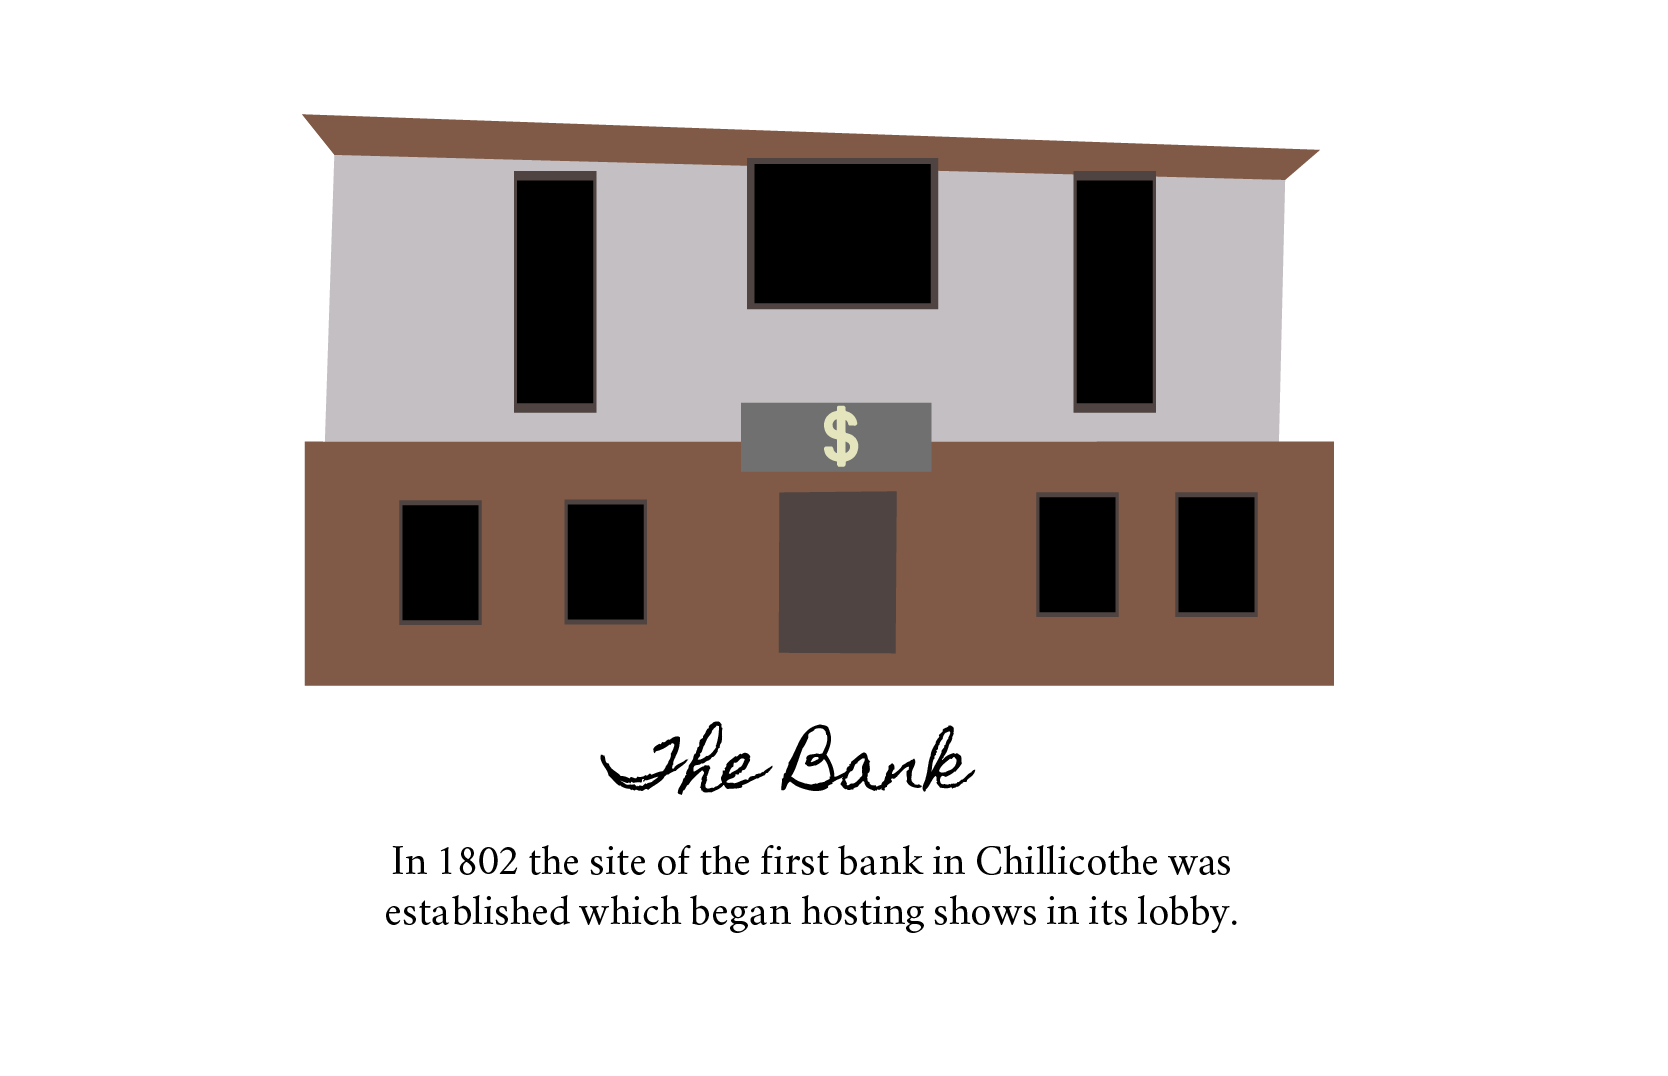 $
The Bank
In 1802 the site of the first bank in Chillicothe was
established which began hosting shows in its lobby.